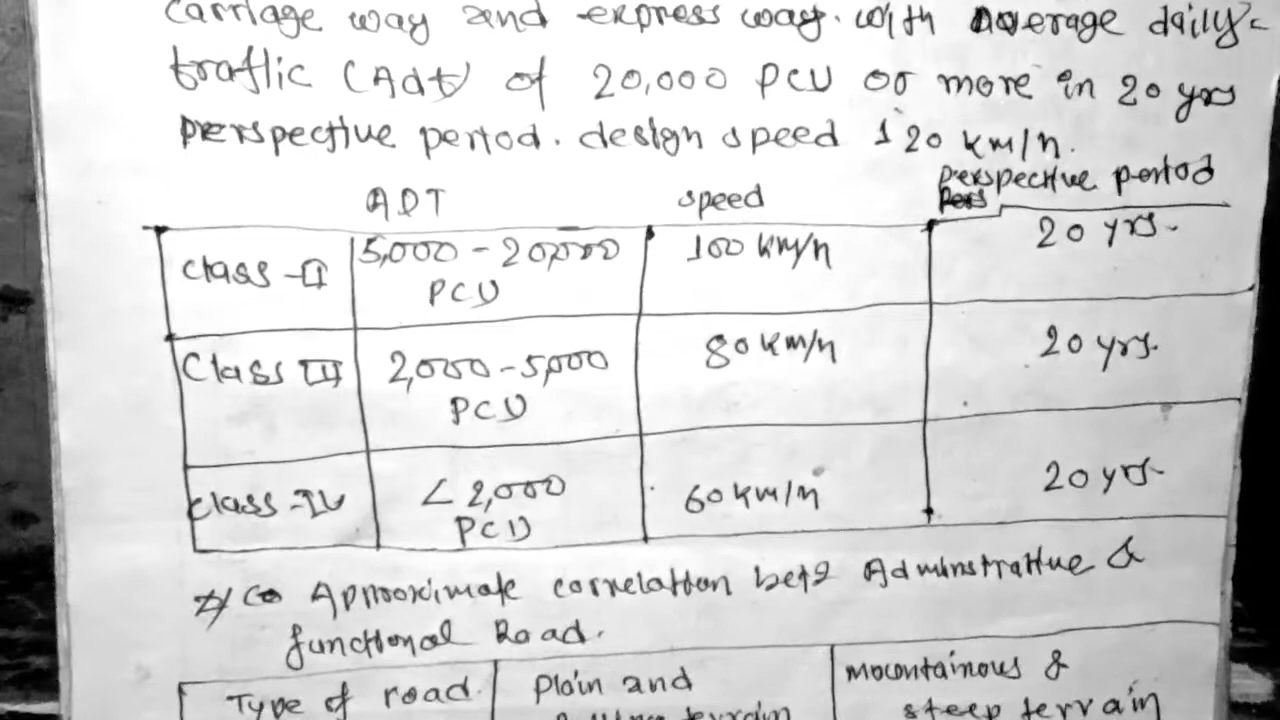 carriage way and express way. with average daily
traffic (Adt) of 20,000 PCU or more in 20 yrs
perspective period. design speed 120 km/h.
ADT speed perspective period
class-II 5,000-20,000 PCU 100 km/h 20 yrs.
Class III 2,000-5,000 PCU 80 km/h 20 yrs.
class-IV < 2,000 PCU 60 km/h 20 yrs.
Approximate correlation betⁿ Adminstrative &
functional Road.
Type of road. Plain and mountainous &
terrain steep terrain